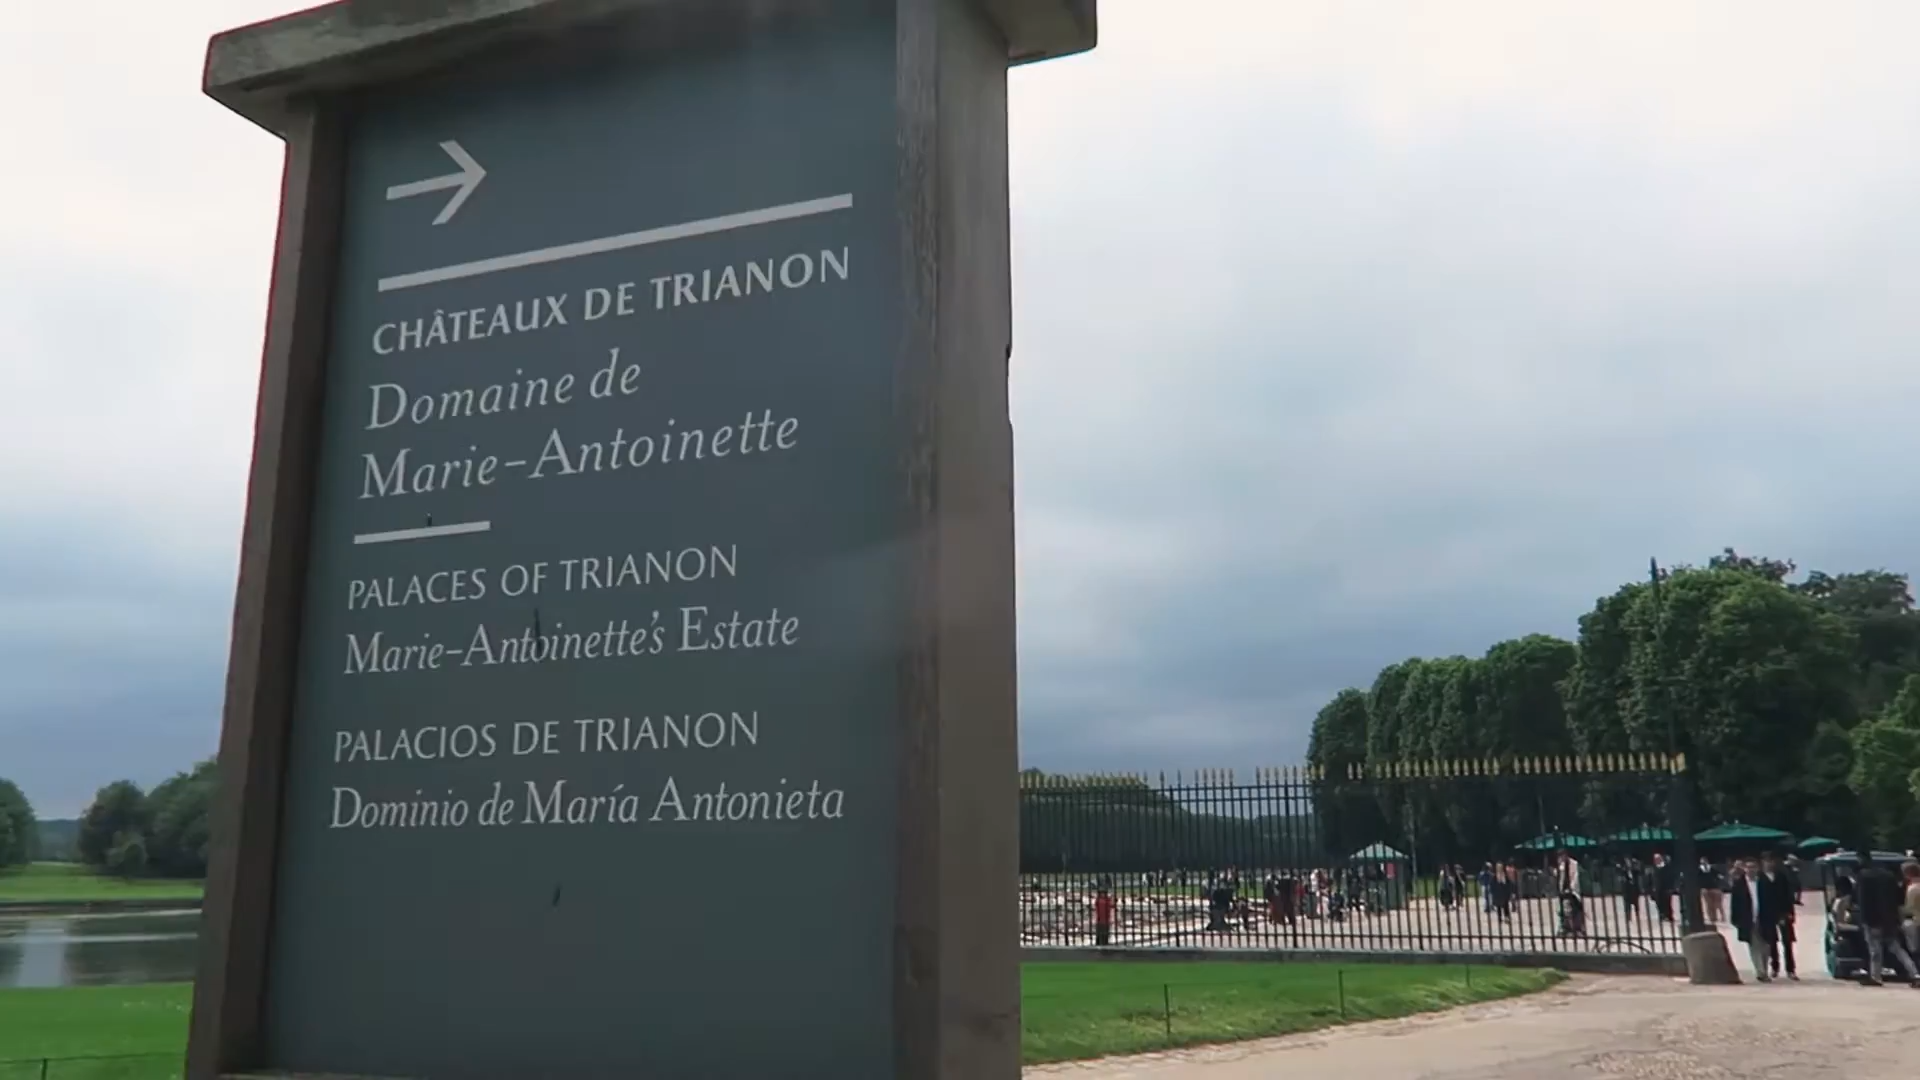 CHÂTEAUX DE TRIANON
Domaine de
Marie-Antoinette
PALACES OF TRIANON
Marie-Antoinette's Estate
PALACIOS DE TRIANON
Dominio de María Antonieta